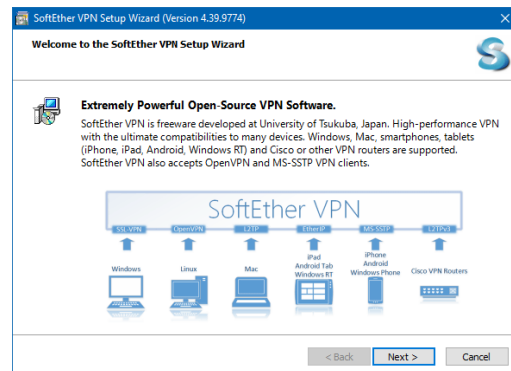 SoftEther VPN Setup Wizard (Version 4.39.9774)
Welcome to the SoftEther VPN Setup Wizard
S
Extremely Powerful Open-Source VPN Software.
SoftEther VPN is freeware developed at University of Tsukuba, Japan. High-performance VPN
with the ultimate compatibilities to many devices. Windows, Mac, smartphones, tablets
(iPhone, iPad, Android, Windows RT) and Cisco or other VPN routers are supported.
SoftEther VPN also accepts OpenVPN and MS-SSTP VPN clients.
SoftEther VPN
SSL-VPN OpenVPN L2TP EtherIP MS-SSTP L2TPv3
Windows
Linux
Mac
iPad
Android Tab
Windows RT
iPhone
Android
Windows Phone
Cisco VPN Routers
< Back Next > Cancel